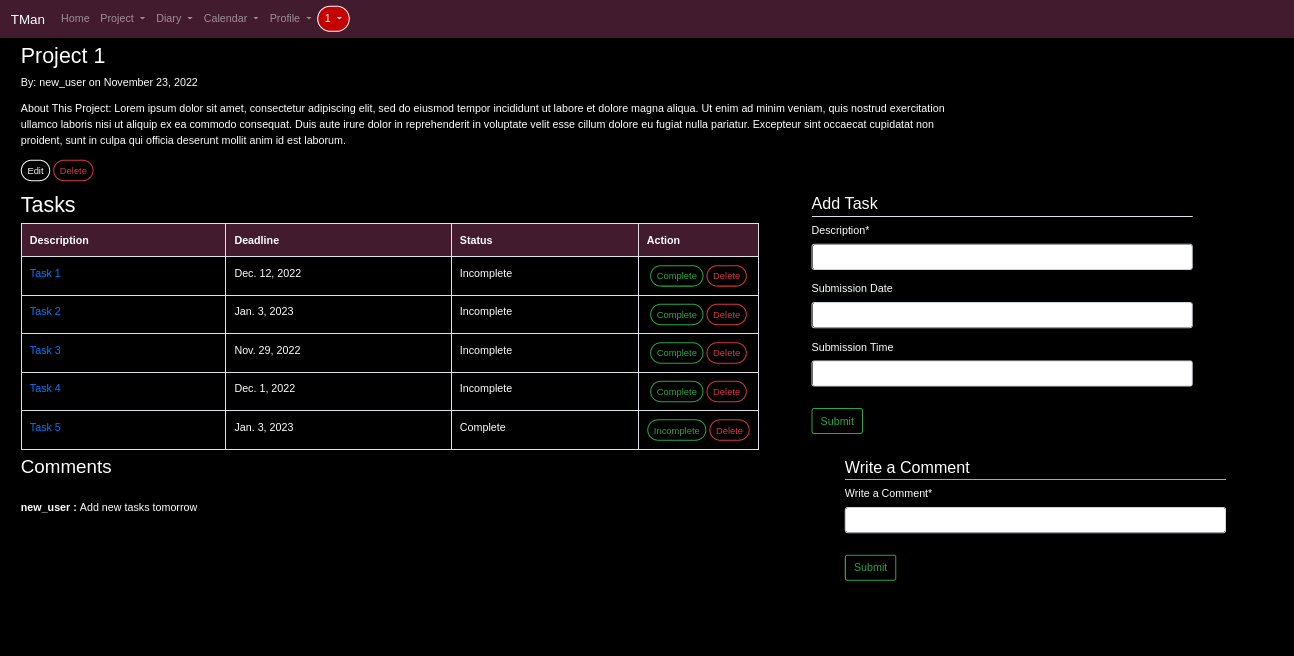 TMan Home Project Diary Calendar Profile 1
Project 1
By: new_user on November 23, 2022
About This Project: Lorem ipsum dolor sit amet, consectetur adipiscing elit, sed do eiusmod tempor incididunt ut labore et dolore magna aliqua. Ut enim ad minim veniam, quis nostrud exercitation
ullamco laboris nisi ut aliquip ex ea commodo consequat. Duis aute irure dolor in reprehenderit in voluptate velit esse cillum dolore eu fugiat nulla pariatur. Excepteur sint occaecat cupidatat non
proident, sunt in culpa qui officia deserunt mollit anim id est laborum.
Edit Delete
Tasks
Description Deadline Status Action
Task 1 Dec. 12, 2022 Incomplete Complete Delete
Task 2 Jan. 3, 2023 Incomplete Complete Delete
Task 3 Nov. 29, 2022 Incomplete Complete Delete
Task 4 Dec. 1, 2022 Incomplete Complete Delete
Task 5 Jan. 3, 2023 Complete Incomplete Delete
Add Task
Description*
Submission Date
Submission Time
Submit
Comments
new_user : Add new tasks tomorrow
Write a Comment
Write a Comment*
Submit